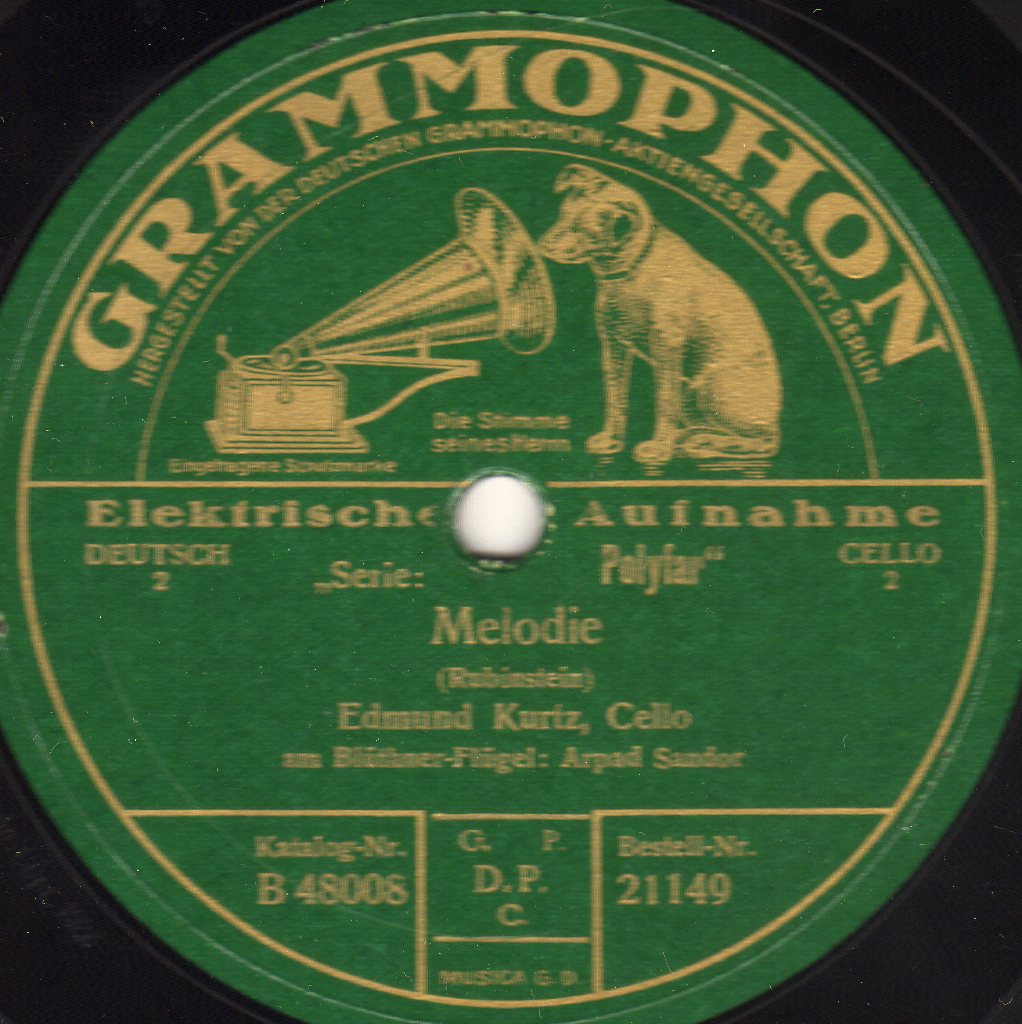 GRAMMOPHON
HERGESTELLT VON DER DEUTSCHEN GRAMMOPHON-AKTIENGESELLSCHAFT, BERLIN
Die Stimme
seines Herrn
Eingetragene Schutzmarke
Elektrische Aufnahme
DEUTSCH
2
„Serie: Polyfar“
CELLO
2
Melodie
(Rubinstein)
Edmund Kurtz, Cello
am Blüthner-Flügel: Arpad Sandor
Katalog-Nr.
B 48006
G. P.
D.P.
C.
MUSICA G. D.
Bestell-Nr.
21149